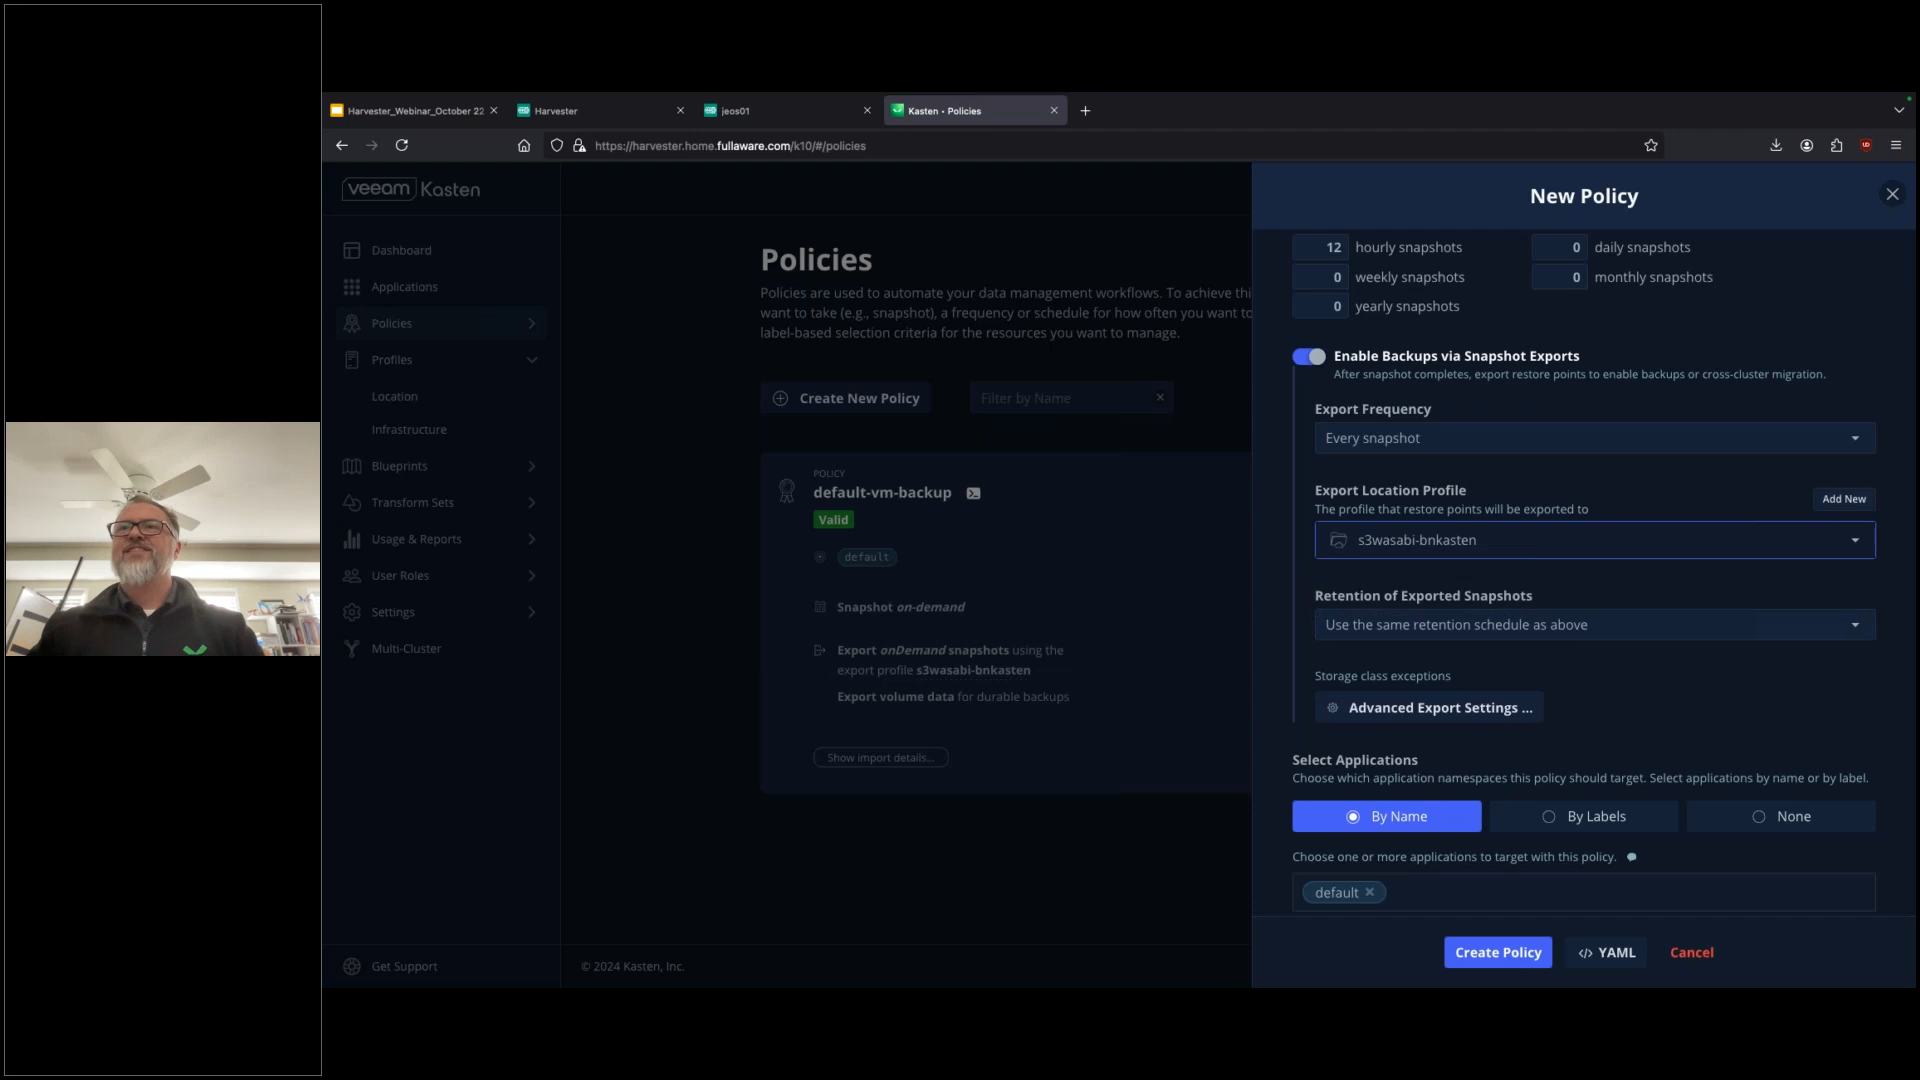 Harvester_Webinar_October 22
Harvester
jeos01
Kasten • Policies
https://harvester.home.fullaware.com/k10/#/policies
veeam Kasten
Dashboard
Applications
Policies
Profiles
Location
Infrastructure
Blueprints
Transform Sets
Usage & Reports
User Roles
Settings
Multi-Cluster
Get Support
Policies
Policies are used to automate your data management workflows. To achieve thi
want to take (e.g., snapshot), a frequency or schedule for how often you want to
label-based selection criteria for the resources you want to manage.
Create New Policy
Filter by Name
POLICY
default-vm-backup
Valid
default
Snapshot on-demand
Export onDemand snapshots using the
export profile s3wasabi-bnkasten
Export volume data for durable backups
Show import details...
© 2024 Kasten, Inc.
New Policy
12 hourly snapshots
0 daily snapshots
0 weekly snapshots
0 monthly snapshots
0 yearly snapshots
Enable Backups via Snapshot Exports
After snapshot completes, export restore points to enable backups or cross-cluster migration.
Export Frequency
Every snapshot
Export Location Profile
The profile that restore points will be exported to
Add New
s3wasabi-bnkasten
Retention of Exported Snapshots
Use the same retention schedule as above
Storage class exceptions
Advanced Export Settings ...
Select Applications
Choose which application namespaces this policy should target. Select applications by name or by label.
By Name
By Labels
None
Choose one or more applications to target with this policy.
default
Create Policy
</> YAML
Cancel